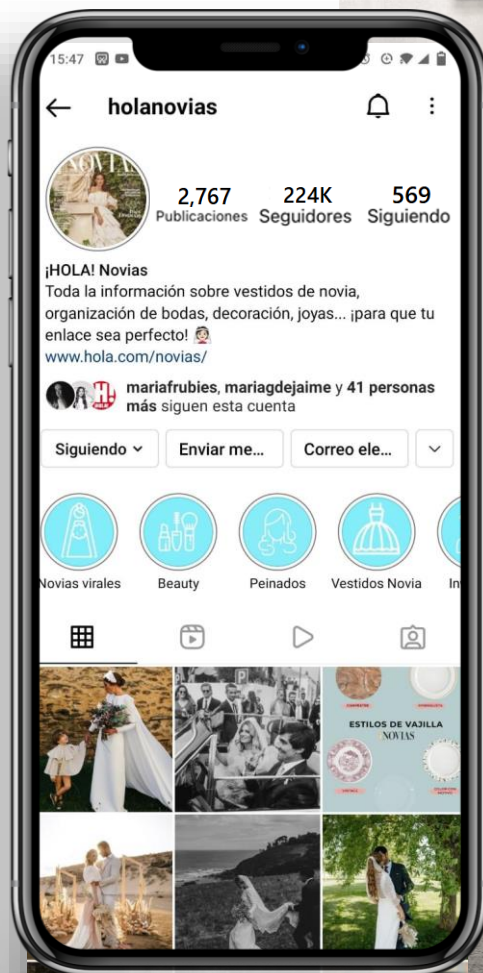 15:47
holanovias
NOVIAS
2,767 224K 569
Publicaciones Seguidores Siguiendo
¡HOLA! Novias
Toda la información sobre vestidos de novia,
organización de bodas, decoración, joyas... ¡para que tu
enlace sea perfecto!
www.hola.com/novias/
mariafrubies, mariagdejaime y 41 personas
más siguen esta cuenta
Siguiendo Enviar me... Correo ele...
Novias virales Beauty Peinados Vestidos Novia In
ESTILOS DE VAJILLA
NOVIAS